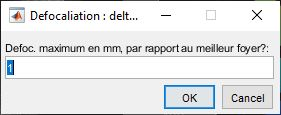 Defocaliation : delt...
Defoc. maximum en mm, par rapport au meilleur foyer?:
1
OK
Cancel